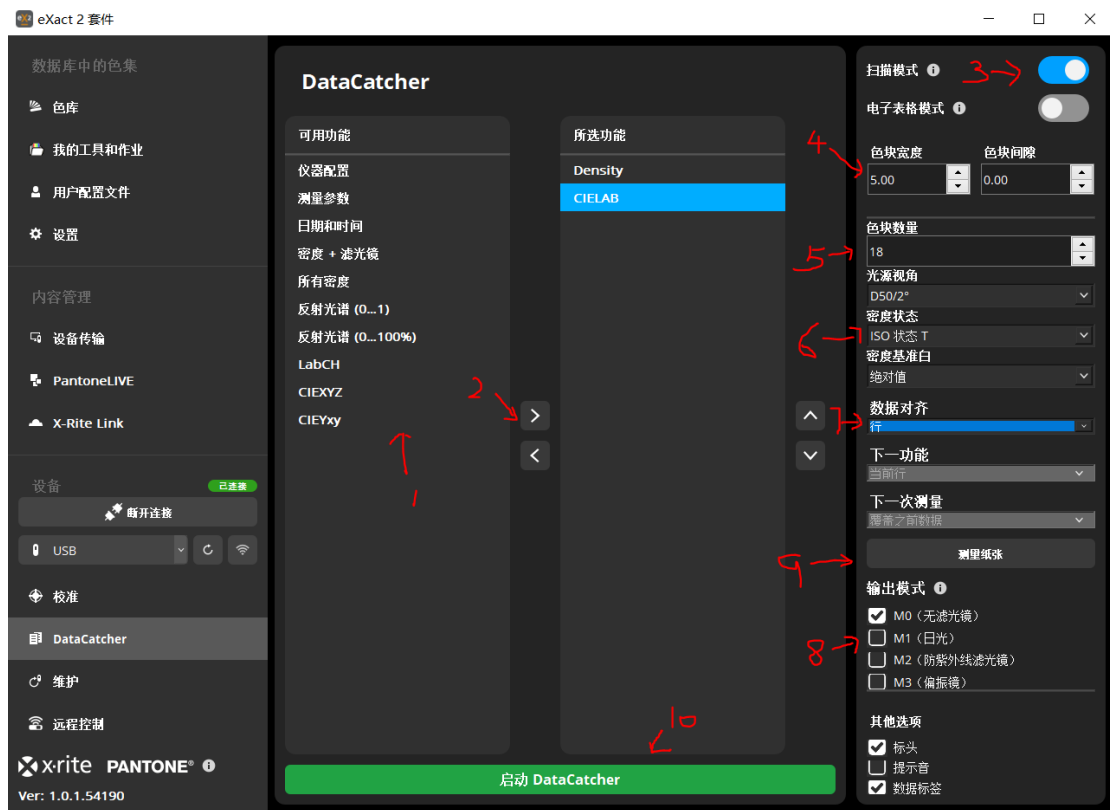 eXact 2 套件
数据库中的色集
色库
我的工具和作业
用户配置文件
设置
内容管理
设备传输
PantoneLIVE
X-Rite Link
设备
已连接
断开连接
USB
校准
DataCatcher
维护
远程控制
x·rite PANTONE®
Ver: 1.0.1.54190
DataCatcher
可用功能
仪器配置
测量参数
日期和时间
密度 + 滤光镜
所有密度
反射光谱 (0...1)
反射光谱 (0...100%)
LabCH
CIEXYZ
CIEYxy
1
2
所选功能
Density
CIELAB
10
启动 DataCatcher
扫描模式
3
电子表格模式
4
色块宽度 色块间隙
5.00 0.00
色块数量
5
18
光源视角
D50/2°
密度状态
6
ISO 状态 T
密度基准白
绝对值
数据对齐
7
行
下一功能
当前行
下一次测量
覆盖之前数据
9
测量纸张
输出模式
M0（无滤光镜）
8
M1（日光）
M2（防紫外线滤光镜）
M3（偏振镜）
其他选项
标头
提示音
数据标签